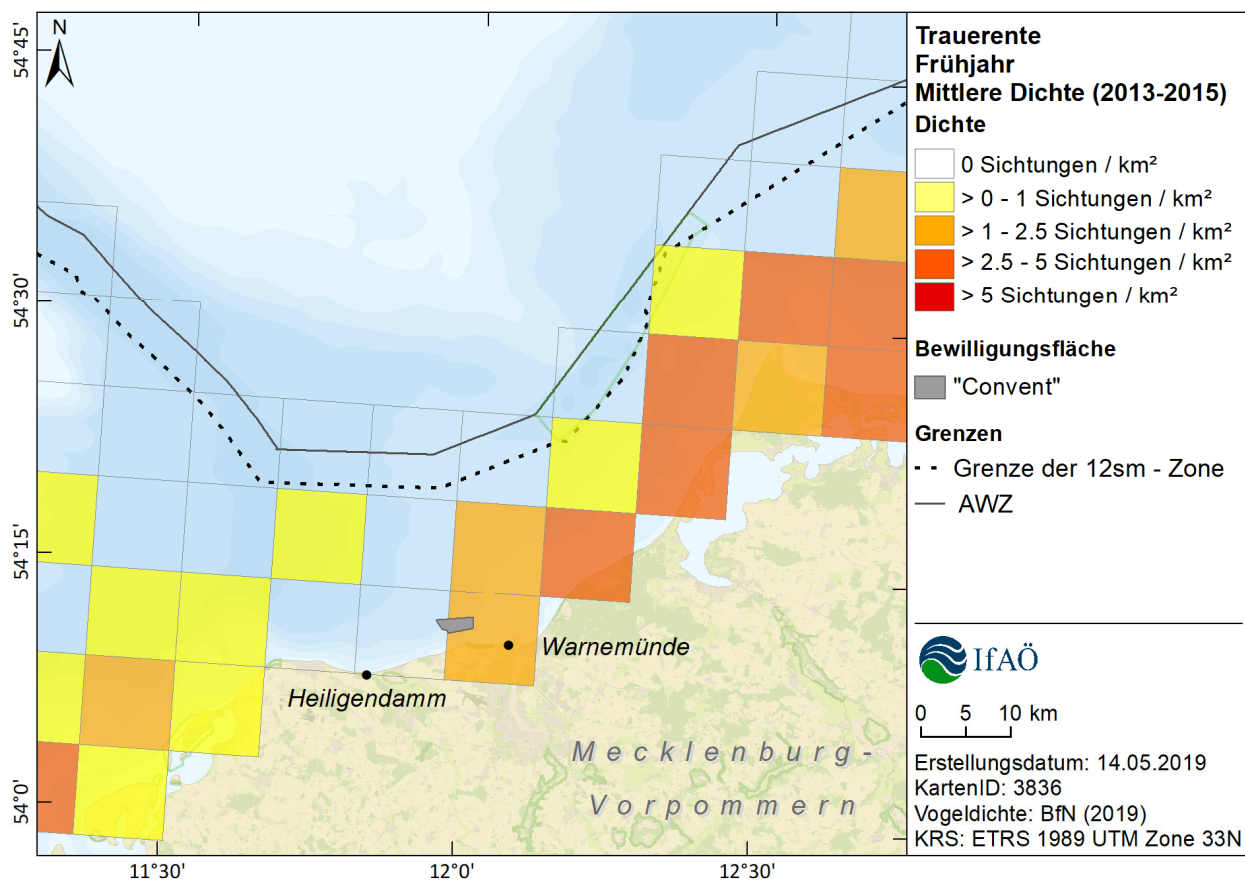 Trauerente
Frühjahr
Mittlere Dichte (2013-2015)
Dichte
0 Sichtungen / km²
> 0 - 1 Sichtungen / km²
> 1 - 2.5 Sichtungen / km²
> 2.5 - 5 Sichtungen / km²
> 5 Sichtungen / km²
Bewilligungsfläche
"Convent"
Grenzen
Grenze der 12sm - Zone
AWZ
IfAÖ
0 5 10 km
Erstellungsdatum: 14.05.2019
KartenID: 3836
Vogeldichte: BfN (2019)
KRS: ETRS 1989 UTM Zone 33N
N
54°45'
54°30'
54°15'
54°0'
11°30'
12°0'
12°30'
Warnemünde
Heiligendamm
Mecklenburg-
Vorpommern